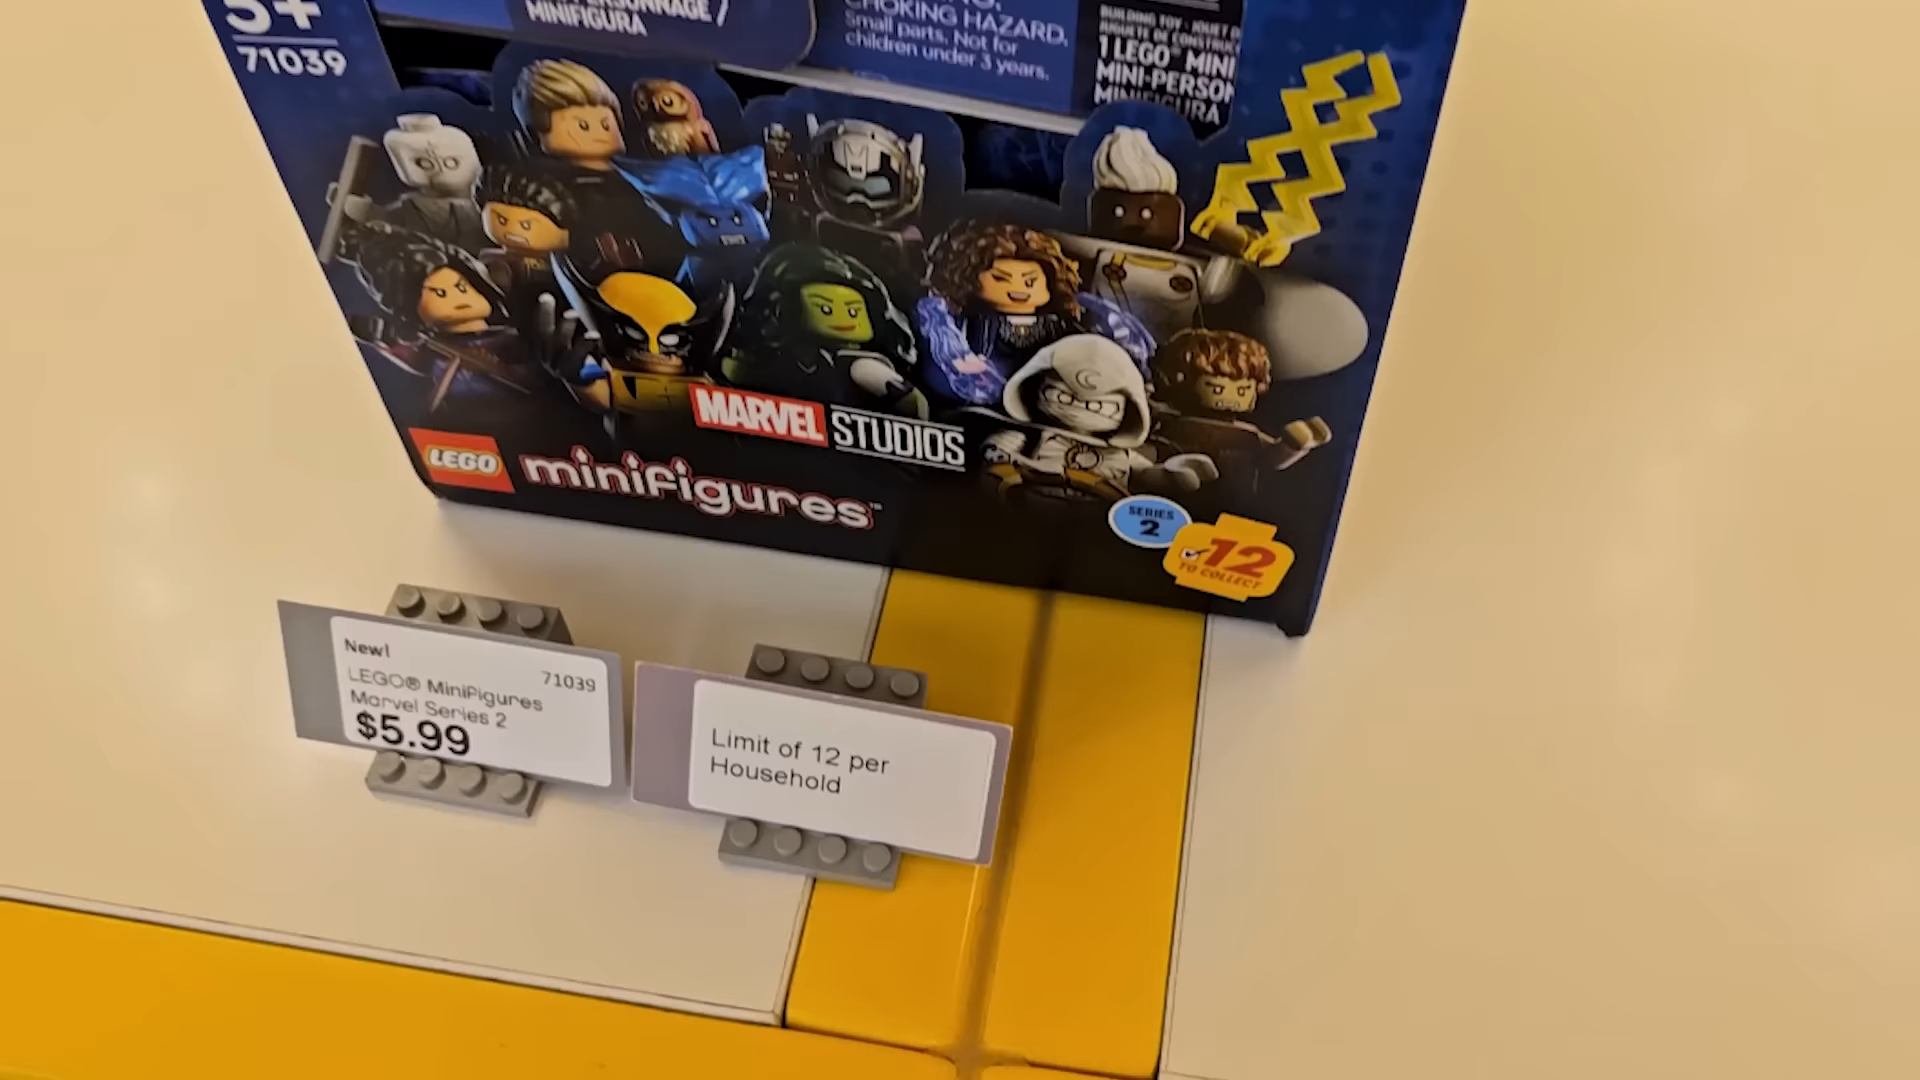 5+
71039
MINIFIGURA
CHOKING HAZARD.
Small parts. Not for
children under 3 years.
1 LEGO® MINI
MINI-PERSON
MINIFIGURA
MARVEL STUDIOS
LEGO minifigures™
SERIES
2
12
TO COLLECT
New!
71039
LEGO® Minifigures
Marvel Series 2
$5.99
Limit of 12 per
Household